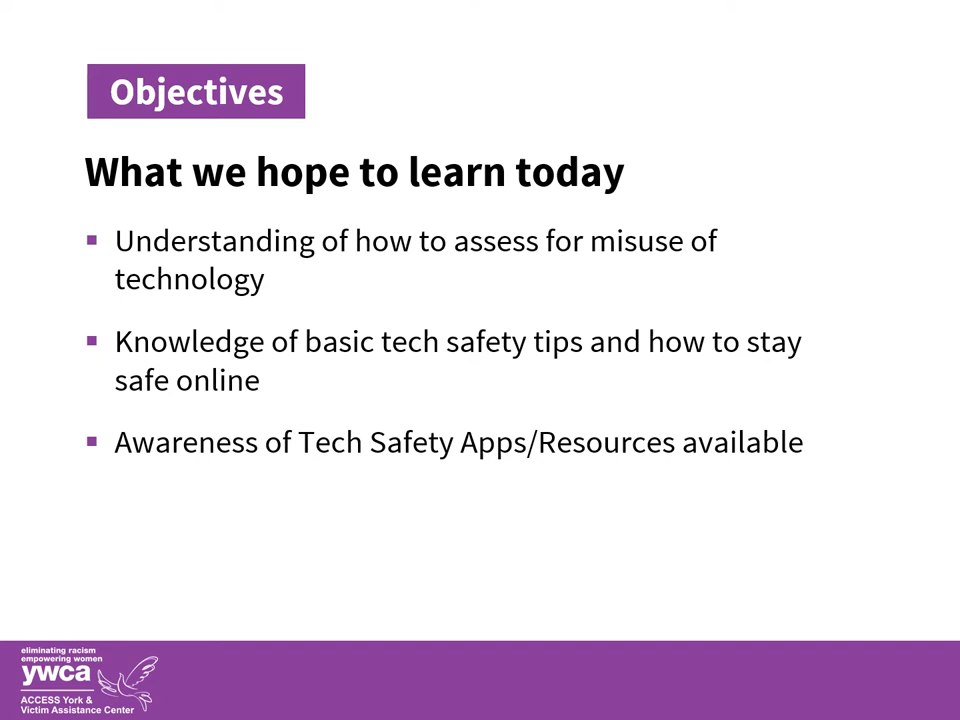 Objectives
What we hope to learn today
Understanding of how to assess for misuse of
technology
Knowledge of basic tech safety tips and how to stay
safe online
Awareness of Tech Safety Apps/Resources available
eliminating racism
empowering women
ywca
ACCESS York &
Victim Assistance Center